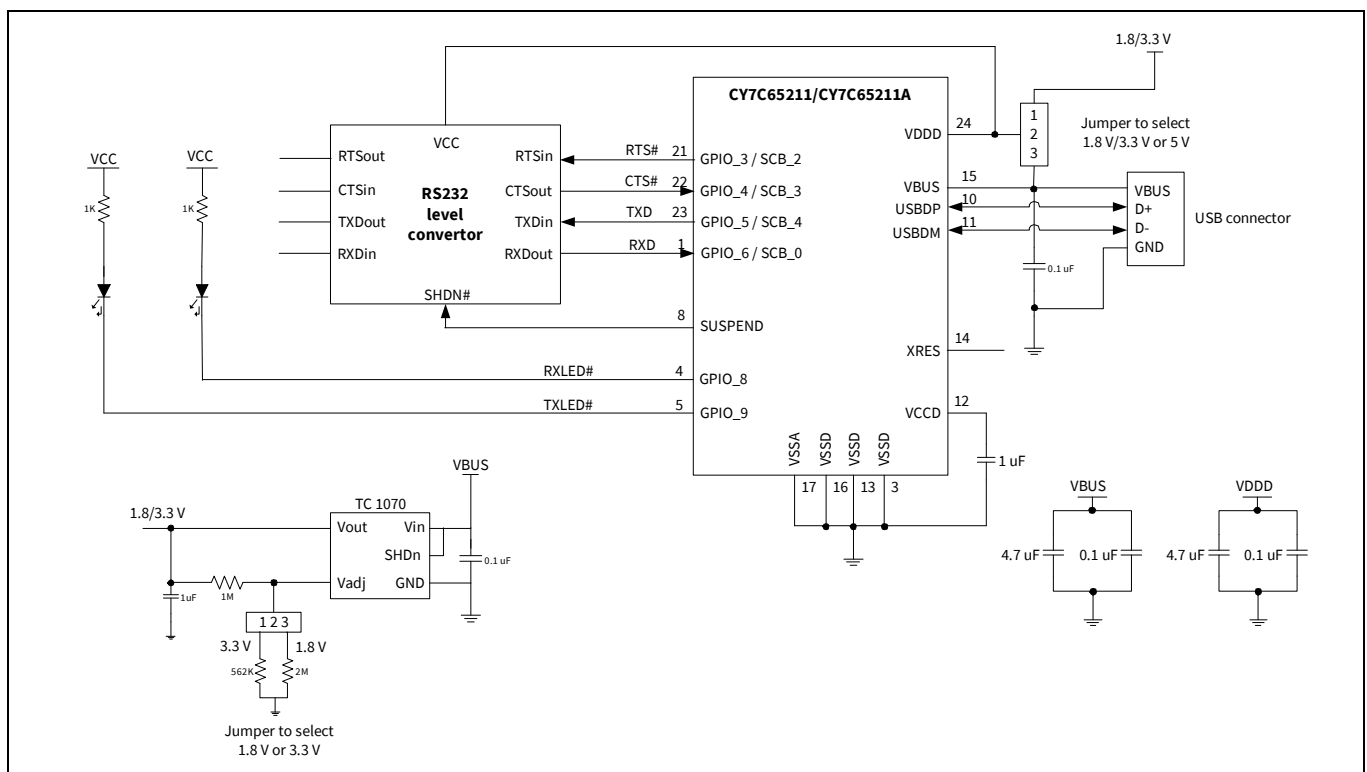 1.8/3.3 V
CY7C65211/CY7C65211A
VCC
VCC
1K
1K
RTSout
CTSin
TXDout
RXDin
VCC
RS232
level
convertor
RTSin
CTSout
TXDin
RXDout
SHDN#
RTS#
CTS#
TXD
RXD
21
22
23
1
GPIO_3 / SCB_2
GPIO_4 / SCB_3
GPIO_5 / SCB_4
GPIO_6 / SCB_0
8
SUSPEND
RXLED#
4
GPIO_8
TXLED#
5
GPIO_9
VDDD
24
VBUS
15
USBDP
10
USBDM
11
XRES
14
VCCD
12
1
2
3
Jumper to select
1.8 V/3.3 V or 5 V
VBUS
D+
D-
GND
USB connector
0.1 uF
1 uF
VSSA
VSSD
VSSD
VSSD
17
16
13
3
VBUS
TC 1070
1.8/3.3 V
Vout
Vin
SHDn
Vadj
GND
0.1 uF
1uF
1M
1 2 3
3.3 V
1.8 V
562K
2M
Jumper to select
1.8 V or 3.3 V
VBUS
4.7 uF
0.1 uF
VDDD
4.7 uF
0.1 uF